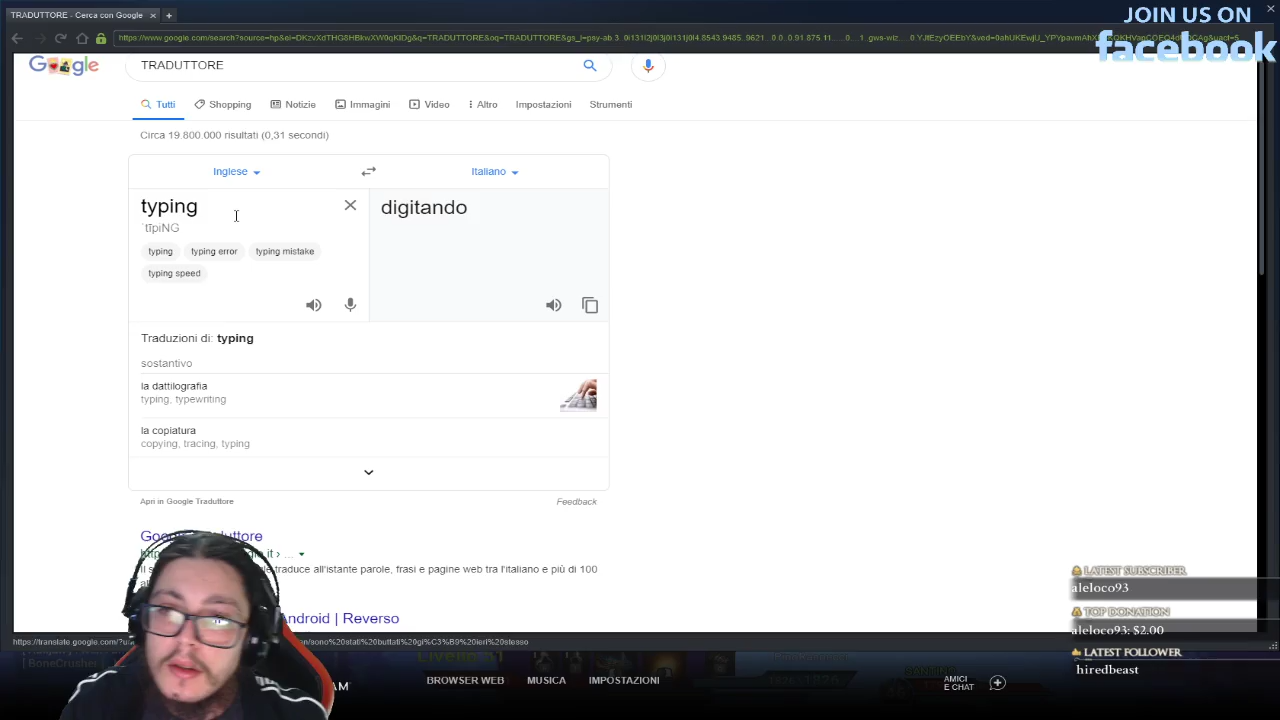 TRADUTTORE - Cerca con Google
JOIN US ON
facebook
Google
TRADUTTORE
Tutti
Shopping
Notizie
Immagini
Video
Altro
Impostazioni
Strumenti
Circa 19.800.000 risultati (0,31 secondi)
Inglese
Italiano
typing
digitando
ˈtīpiNG
typing
typing error
typing mistake
typing speed
Traduzioni di: typing
sostantivo
la dattilografia
typing, typewriting
la copiatura
copying, tracing, typing
Apri in Google Traduttore
Feedback
traduce all'istante parole, frasi e pagine web tra l'italiano e più di 100
Android | Reverso
LATEST SUBSCRIBER
aleloco93
TOP DONATION
aleloco93: $2.00
LATEST FOLLOWER
hiredbeast
[ BoneCrusher
BROWSER WEB
MUSICA
IMPOSTAZIONI
AMICI
E CHAT